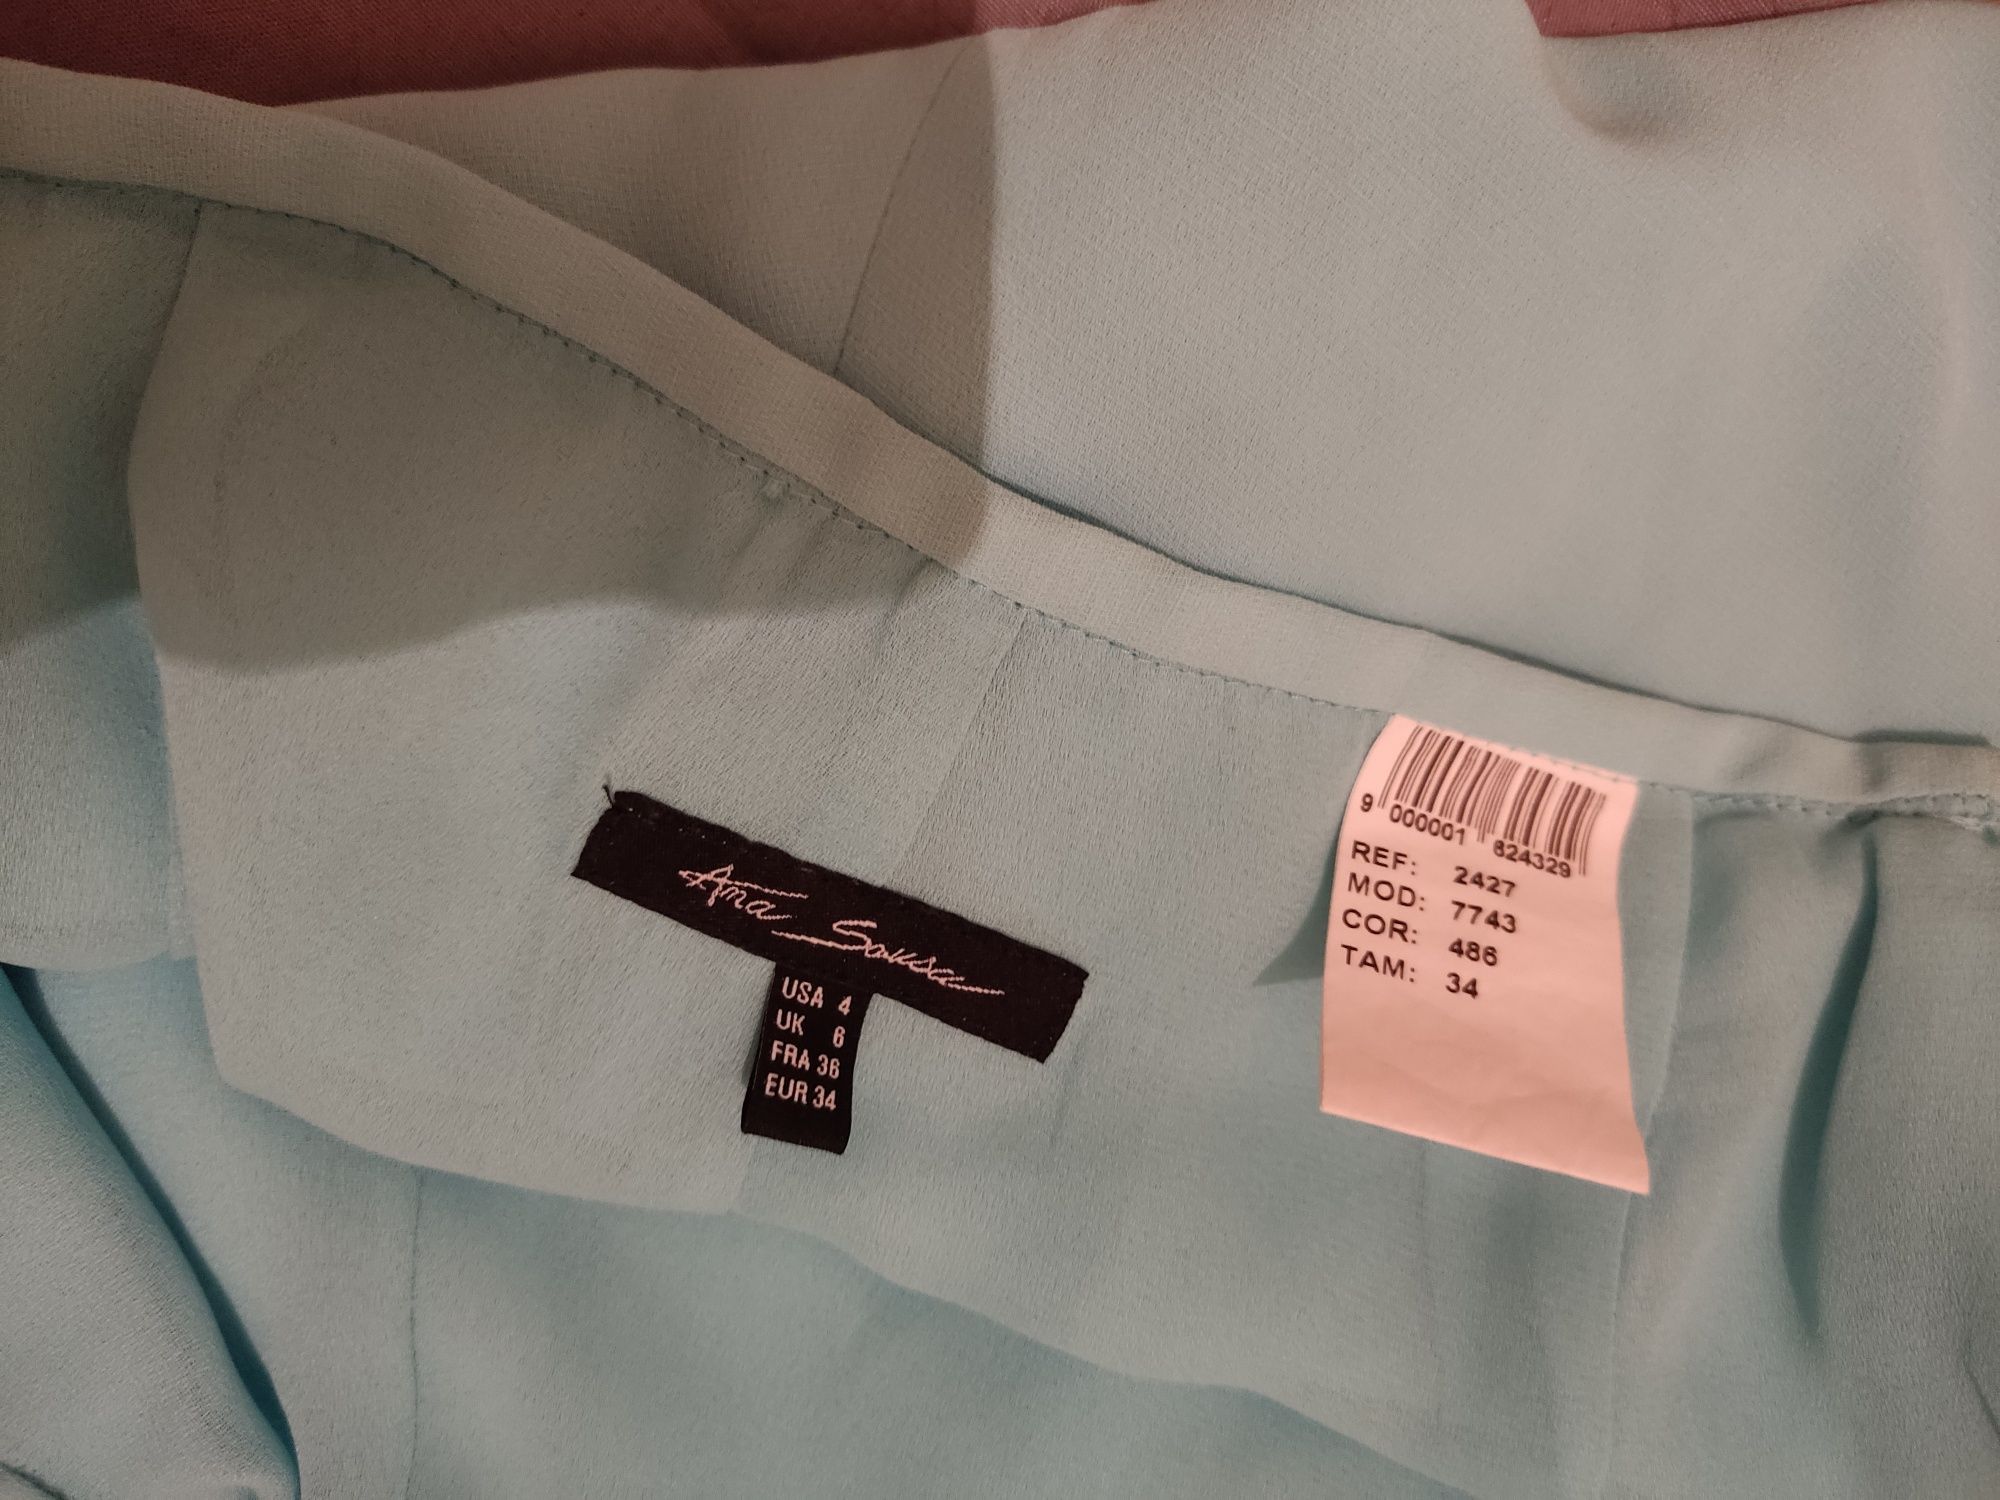 Ana Sousa
USA 4
UK 6
FRA 36
EUR 34
9 000001 624329
REF: 2427
MOD: 7743
COR: 486
TAM: 34